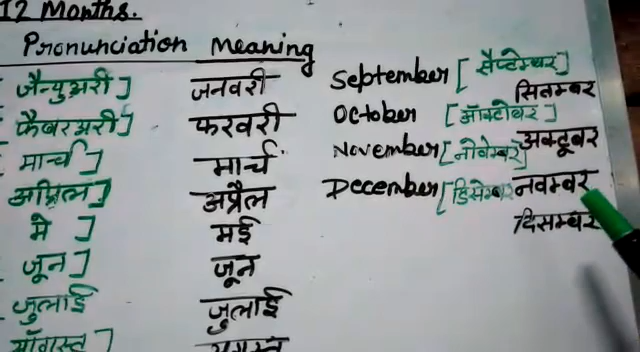 12 Months.
Pronunciation Meaning
जैन्युअरी] जनवरी
फैबरअरी] फरवरी
मार्च] मार्च
अप्रिल] अप्रैल
मे ] मई
जून] जून
जुलाई जुलाई
ऑगस्त]
September [सैप्टेम्बर]
सितम्बर
October [ऑक्टोबर]
अक्टूबर
November [नोवेम्बर]
नवम्बर
December [डिसेम्बर
दिसम्बर